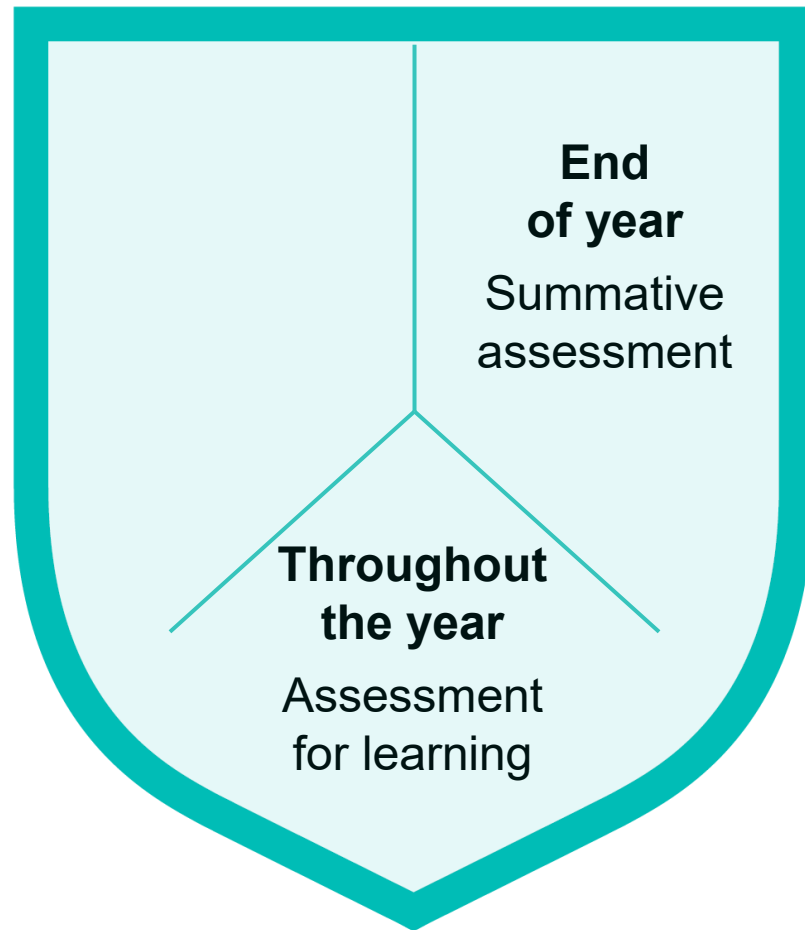 End
of year
Summative
assessment
Throughout
the year
Assessment
for learning